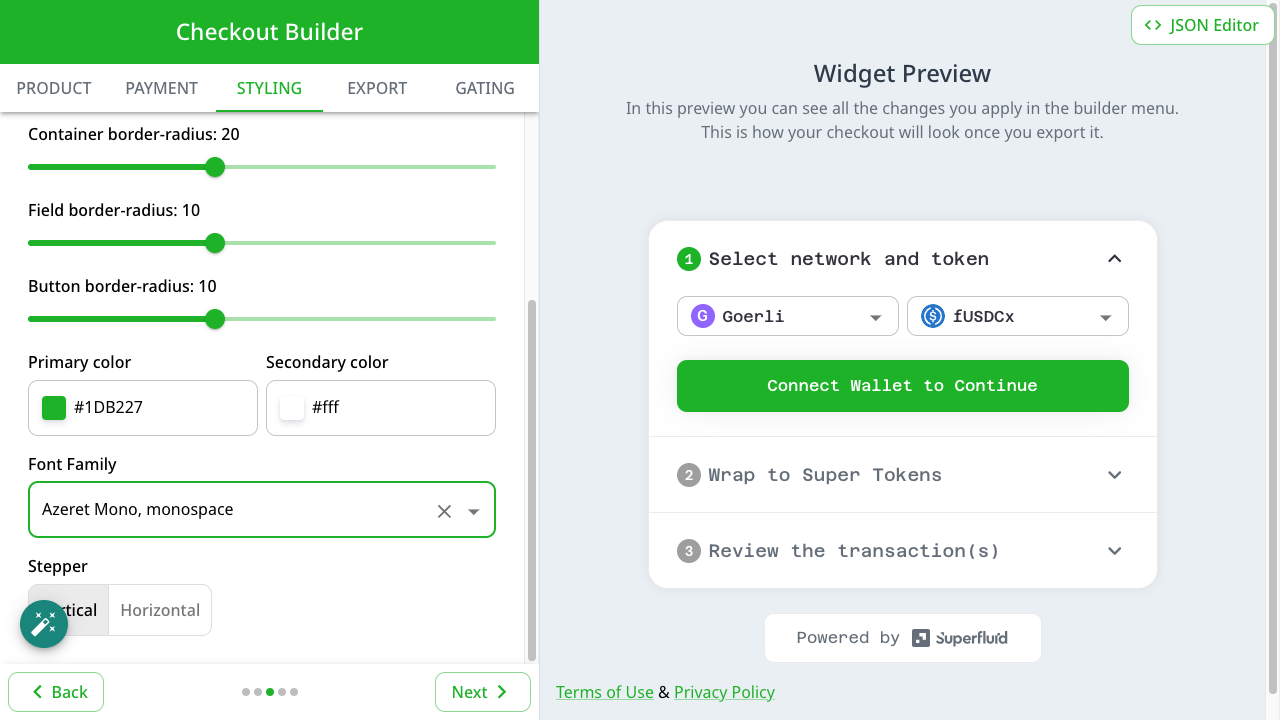 Checkout Builder
PRODUCT
PAYMENT
STYLING
EXPORT
GATING
Container border-radius: 20
Field border-radius: 10
Button border-radius: 10
Primary color
Secondary color
#1DB227
#fff
Font Family
Azeret Mono, monospace
Stepper
Horizontal
Back
Next
JSON Editor
Widget Preview
In this preview you can see all the changes you apply in the builder menu.
This is how your checkout will look once you export it.
1 Select network and token
G Goerli
fUSDCx
Connect Wallet to Continue
2 Wrap to Super Tokens
3 Review the transaction(s)
Powered by Superfluid
Terms of Use & Privacy Policy